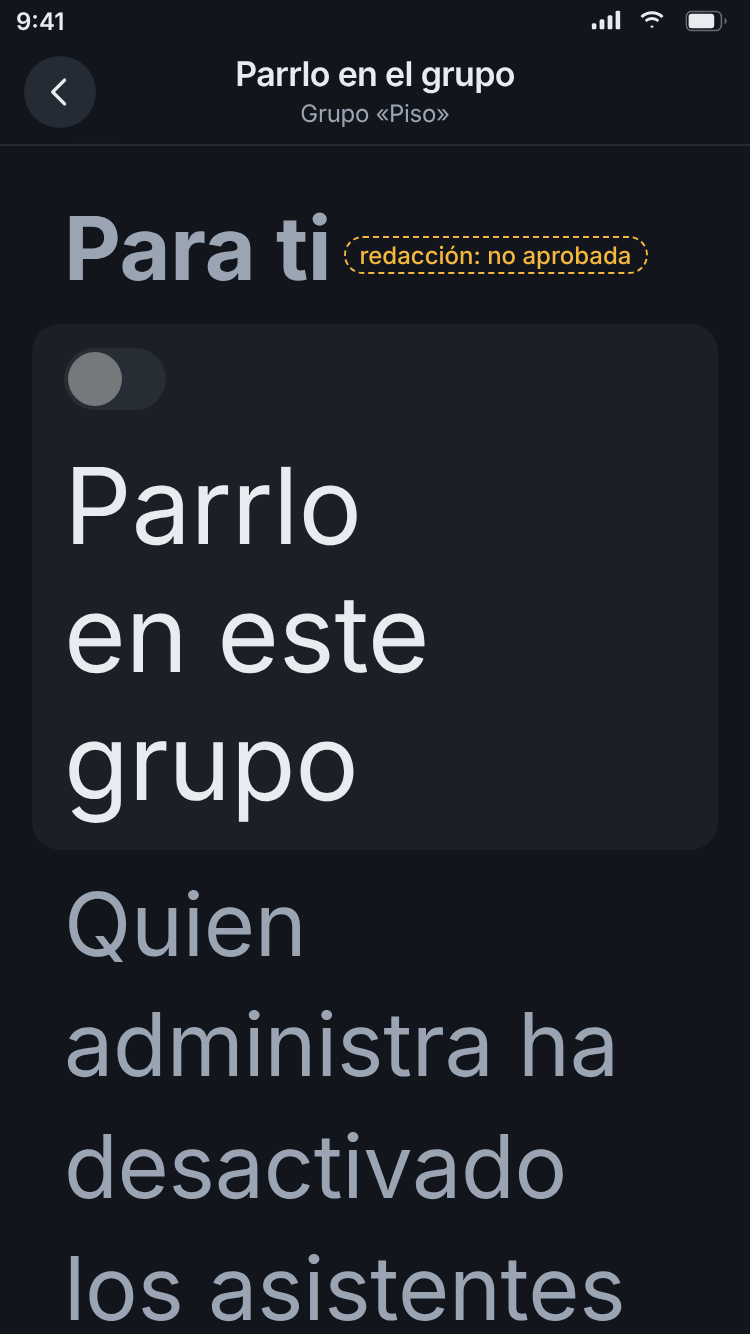 9:41
Parrlo en el grupo
Grupo «Piso»
Para ti redacción: no aprobada
Parrlo
en este
grupo
Quien
administra ha
desactivado
los asistentes